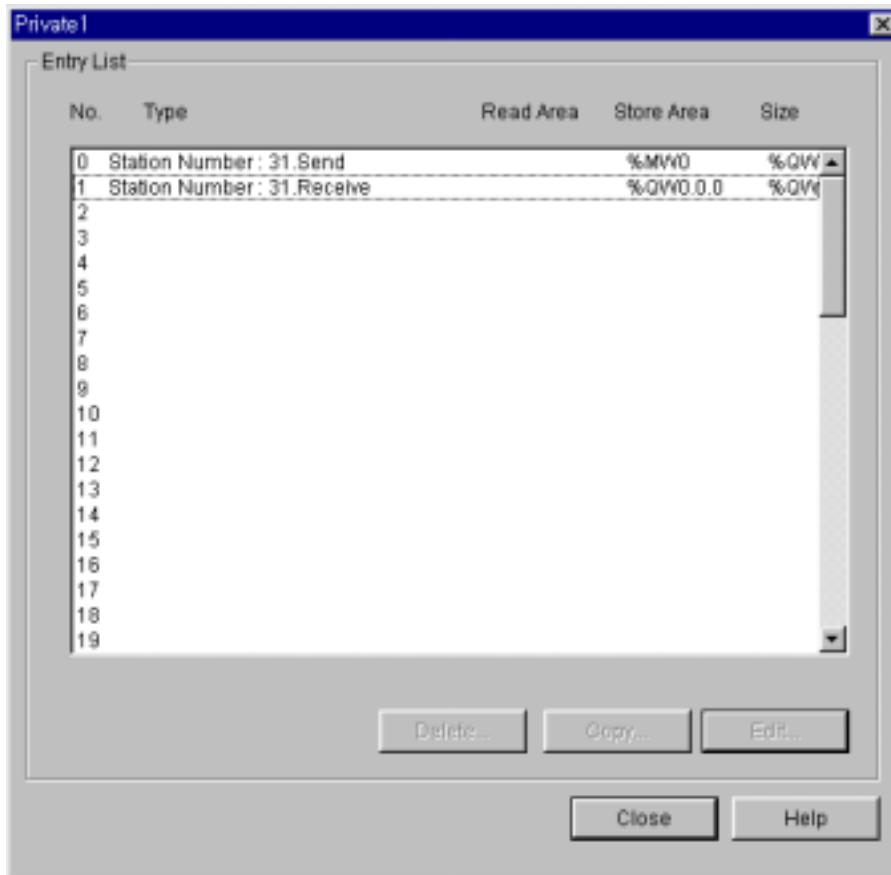 Private1
Entry List
No. Type Read Area Store Area Size
0 Station Number : 31.Send %MW0 %QW
1 Station Number : 31.Receive %QW0.0.0 %QW
2
3
4
5
6
7
8
9
10
11
12
13
14
15
16
17
18
19
Delete... Copy... Edit...
Close Help